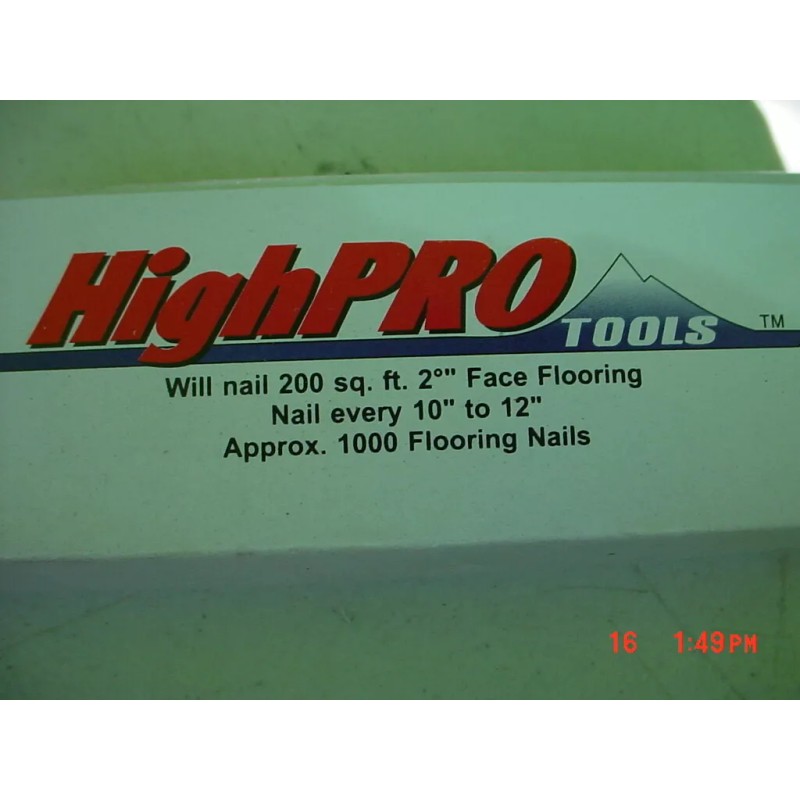 HighPRO TOOLS TM
Will nail 200 sq. ft. 2°" Face Flooring
Nail every 10" to 12"
Approx. 1000 Flooring Nails
16 1:49PM